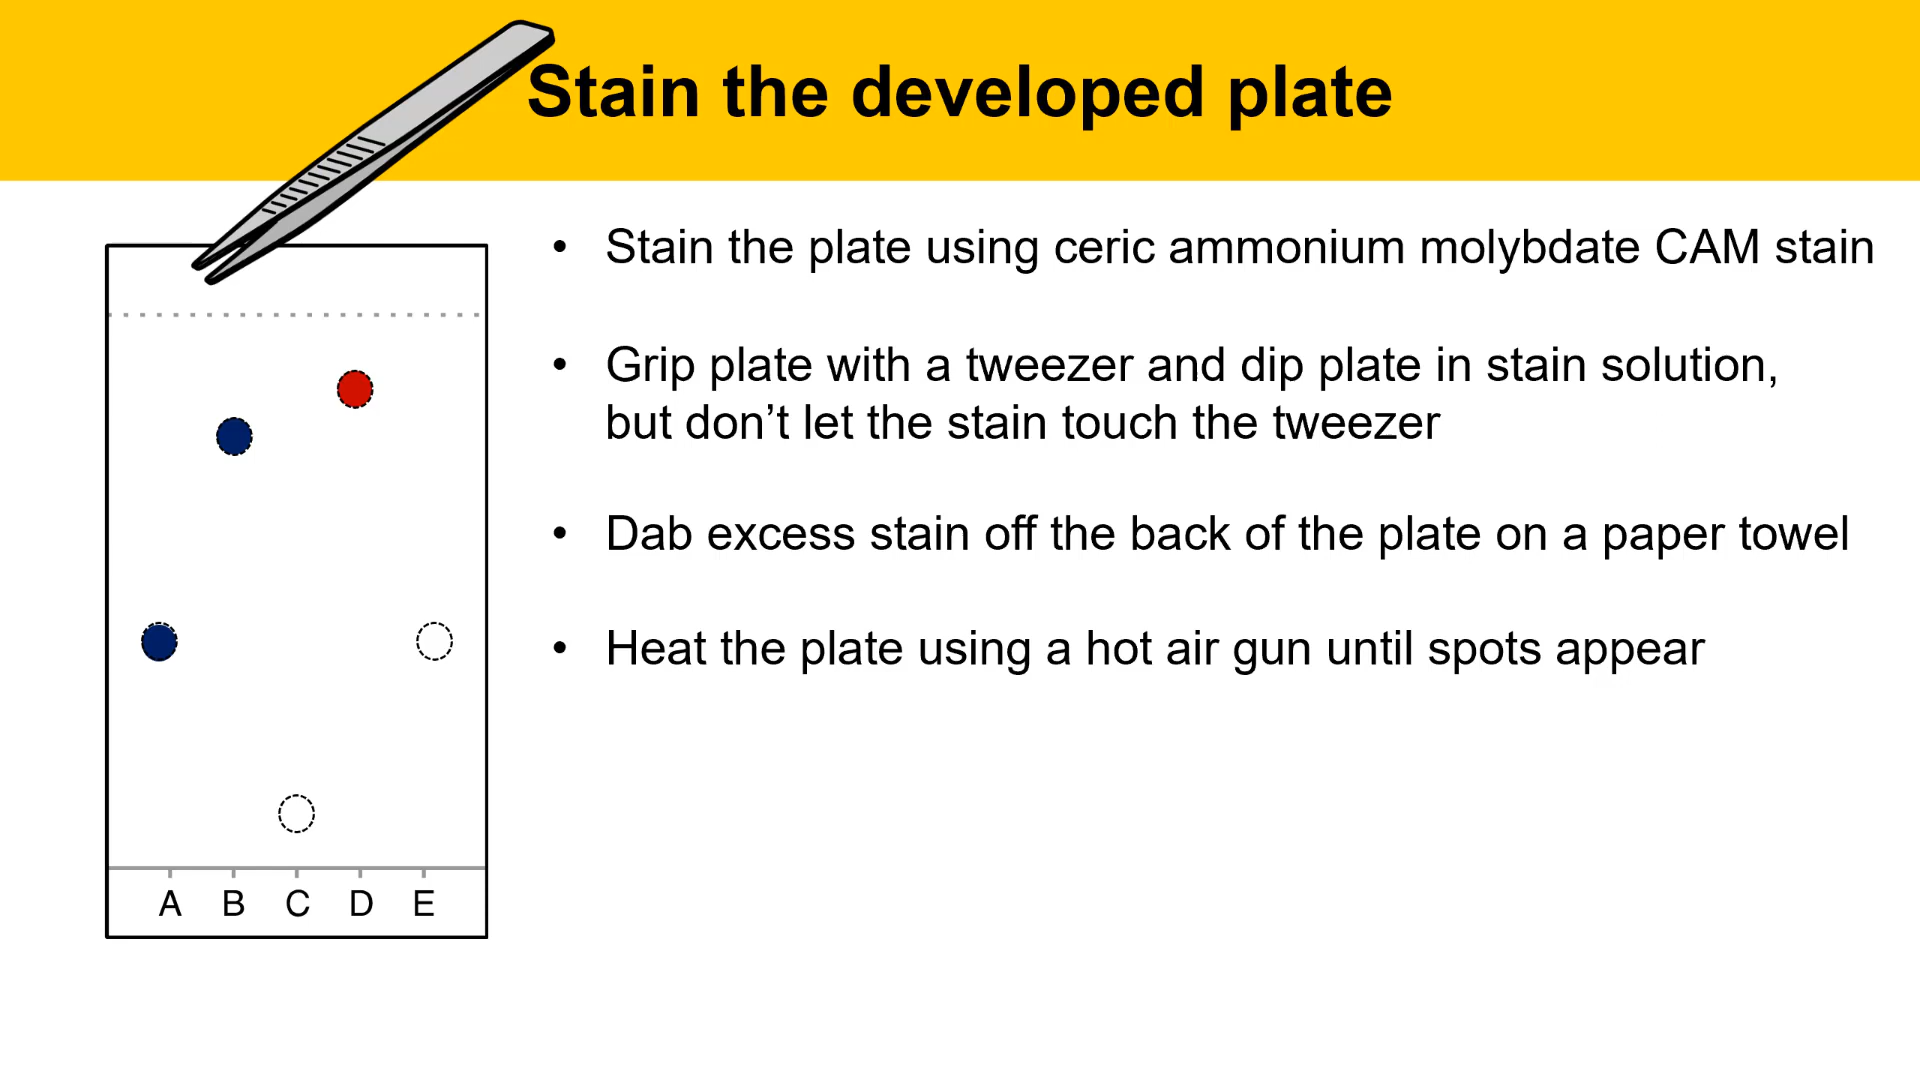 Stain the developed plate
• Stain the plate using ceric ammonium molybdate CAM stain
• Grip plate with a tweezer and dip plate in stain solution,
but don’t let the stain touch the tweezer
• Dab excess stain off the back of the plate on a paper towel
• Heat the plate using a hot air gun until spots appear
A B C D E